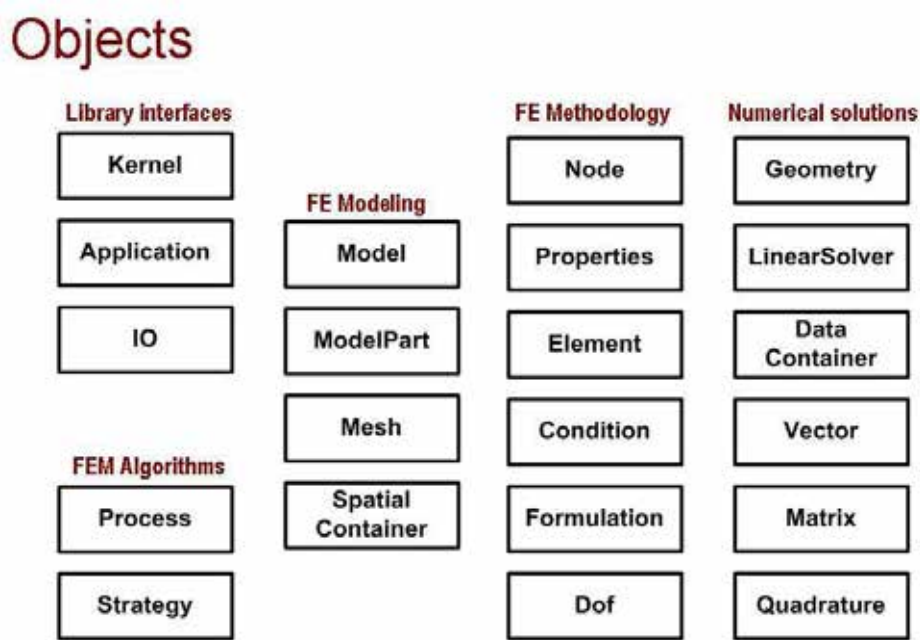 Objects
Library interfaces
Kernel
Application
IO
FEM Algorithms
Process
Strategy
FE Modeling
Model
ModelPart
Mesh
Spatial
Container
FE Methodology
Node
Properties
Element
Condition
Formulation
Dof
Numerical solutions
Geometry
LinearSolver
Data
Container
Vector
Matrix
Quadrature